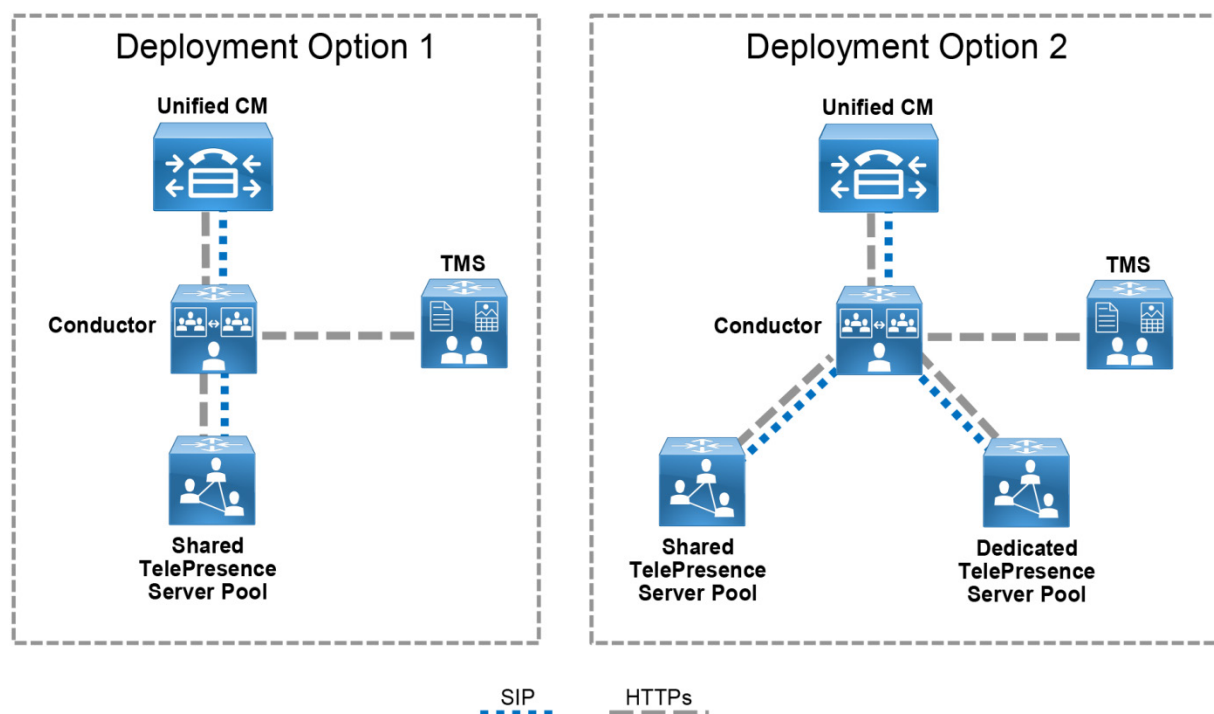 Deployment Option 1
Unified CM
TMS
Conductor
Shared
TelePresence
Server Pool
Deployment Option 2
Unified CM
TMS
Conductor
Shared
TelePresence
Server Pool
Dedicated
TelePresence
Server Pool
SIP
HTTPs